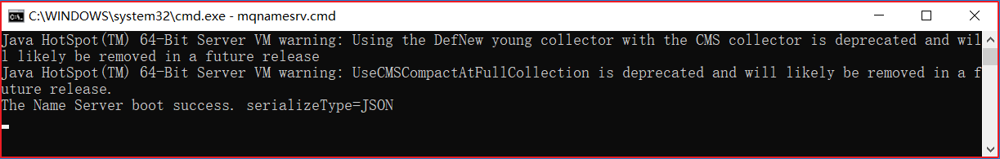 C:\WINDOWS\system32\cmd.exe - mqnamesrv.cmd
Java HotSpot(TM) 64-Bit Server VM warning: Using the DefNew young collector with the CMS collector is deprecated and wil
l likely be removed in a future release
Java HotSpot(TM) 64-Bit Server VM warning: UseCMSCompactAtFullCollection is deprecated and will likely be removed in a f
uture release.
The Name Server boot success. serializeType=JSON